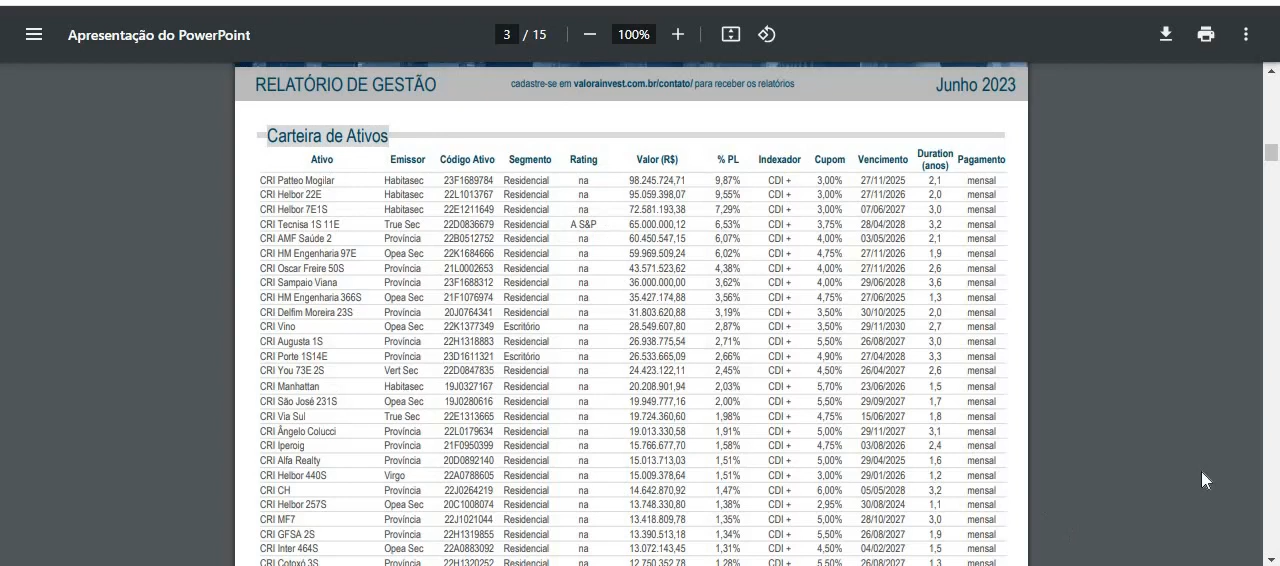 Apresentação do PowerPoint 3 / 15 100%
RELATÓRIO DE GESTÃO cadastre-se em valorainvest.com.br/contato/ para receber os relatórios Junho 2023
Carteira de Ativos
Ativo Emissor Código Ativo Segmento Rating Valor (R$) % PL Indexador Cupom Vencimento Duration (anos) Pagamento
CRI Patteo Mogilar Habitasec 23F1689784 Residencial na 98.245.724,71 9,87% CDI + 3,00% 27/11/2025 2,1 mensal
CRI Helbor 22E Habitasec 22L1013767 Residencial na 95.059.398,07 9,55% CDI + 3,00% 27/11/2026 2,0 mensal
CRI Helbor 7E1S Habitasec 22E1211649 Residencial na 72.581.193,38 7,29% CDI + 3,00% 07/06/2027 3,0 mensal
CRI Tecnisa 1S 11E True Sec 22D0836679 Residencial A S&P 65.000.000,12 6,53% CDI + 3,75% 28/04/2028 3,2 mensal
CRI AMF Saúde 2 Província 22B0512752 Residencial na 60.450.547,15 6,07% CDI + 4,00% 03/05/2026 2,1 mensal
CRI HM Engenharia 97E Opea Sec 22K1684666 Residencial na 59.969.509,24 6,02% CDI + 4,75% 27/11/2026 1,9 mensal
CRI Oscar Freire 50S Província 21L0002653 Residencial na 43.571.523,62 4,38% CDI + 4,00% 27/11/2026 2,6 mensal
CRI Sampaio Viana Província 23F1688312 Residencial na 36.000.000,00 3,62% CDI + 4,00% 29/06/2028 3,6 mensal
CRI HM Engenharia 366S Opea Sec 21F1076974 Residencial na 35.427.174,88 3,56% CDI + 4,75% 27/06/2025 1,3 mensal
CRI Delfim Moreira 23S Província 20J0764341 Residencial na 31.803.620,88 3,19% CDI + 3,50% 30/10/2025 2,0 mensal
CRI Vino Opea Sec 22K1377349 Escritório na 28.549.607,80 2,87% CDI + 3,50% 29/11/2030 2,7 mensal
CRI Augusta 1S Província 22H1318883 Residencial na 26.938.775,54 2,71% CDI + 5,50% 26/08/2027 3,0 mensal
CRI Porte 1S14E Província 23D1611321 Escritório na 26.533.665,09 2,66% CDI + 4,90% 27/04/2028 3,3 mensal
CRI You 73E 2S Vert Sec 22D0847835 Residencial na 24.423.122,11 2,45% CDI + 4,50% 26/04/2027 2,6 mensal
CRI Manhattan Habitasec 19J0327167 Residencial na 20.208.901,94 2,03% CDI + 5,70% 23/06/2026 1,5 mensal
CRI São José 231S Opea Sec 19J0280616 Residencial na 19.949.777,16 2,00% CDI + 5,50% 29/09/2027 1,7 mensal
CRI Via Sul True Sec 22E1313665 Residencial na 19.724.360,60 1,98% CDI + 4,75% 15/06/2027 1,8 mensal
CRI Ângelo Colucci Província 22L0179634 Residencial na 19.013.330,58 1,91% CDI + 5,00% 29/11/2027 3,1 mensal
CRI Iperoig Província 21F0950399 Residencial na 15.766.677,70 1,58% CDI + 4,75% 03/08/2026 2,4 mensal
CRI Alfa Realty Província 20D0892140 Residencial na 15.013.713,03 1,51% CDI + 5,00% 29/04/2025 1,6 mensal
CRI Helbor 440S Virgo 22A0788605 Residencial na 15.009.378,64 1,51% CDI + 3,00% 29/01/2026 1,2 mensal
CRI CH Província 22J0264219 Residencial na 14.642.870,92 1,47% CDI + 6,00% 05/05/2028 3,2 mensal
CRI Helbor 257S Opea Sec 20C1008074 Residencial na 13.748.330,80 1,38% CDI + 2,95% 30/08/2024 1,1 mensal
CRI MF7 Província 22J1021044 Residencial na 13.418.809,78 1,35% CDI + 5,00% 28/10/2027 3,0 mensal
CRI GFSA 2S Província 22H1319855 Residencial na 13.390.513,18 1,34% CDI + 5,50% 26/08/2027 1,9 mensal
CRI Inter 464S Opea Sec 22A0883092 Residencial na 13.072.143,45 1,31% CDI + 4,50% 04/02/2027 1,5 mensal
CRI Cotoxó 3S Província 22H1320252 Residencial na 12.750.352,78 1,28% CDI + 5,50% 26/08/2027 1,3 mensal